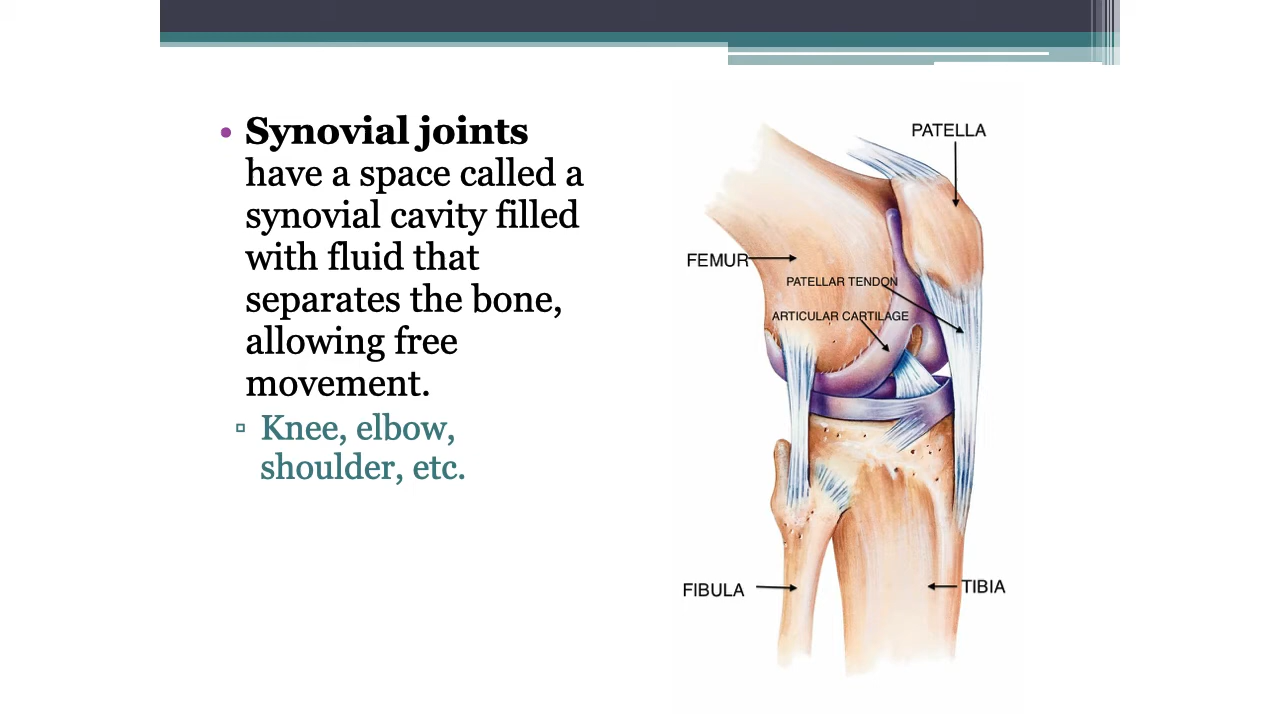 • Synovial joints
have a space called a
synovial cavity filled
with fluid that
separates the bone,
allowing free
movement.
▫ Knee, elbow,
shoulder, etc.
PATELLA
FEMUR
PATELLAR TENDON
ARTICULAR CARTILAGE
FIBULA
TIBIA